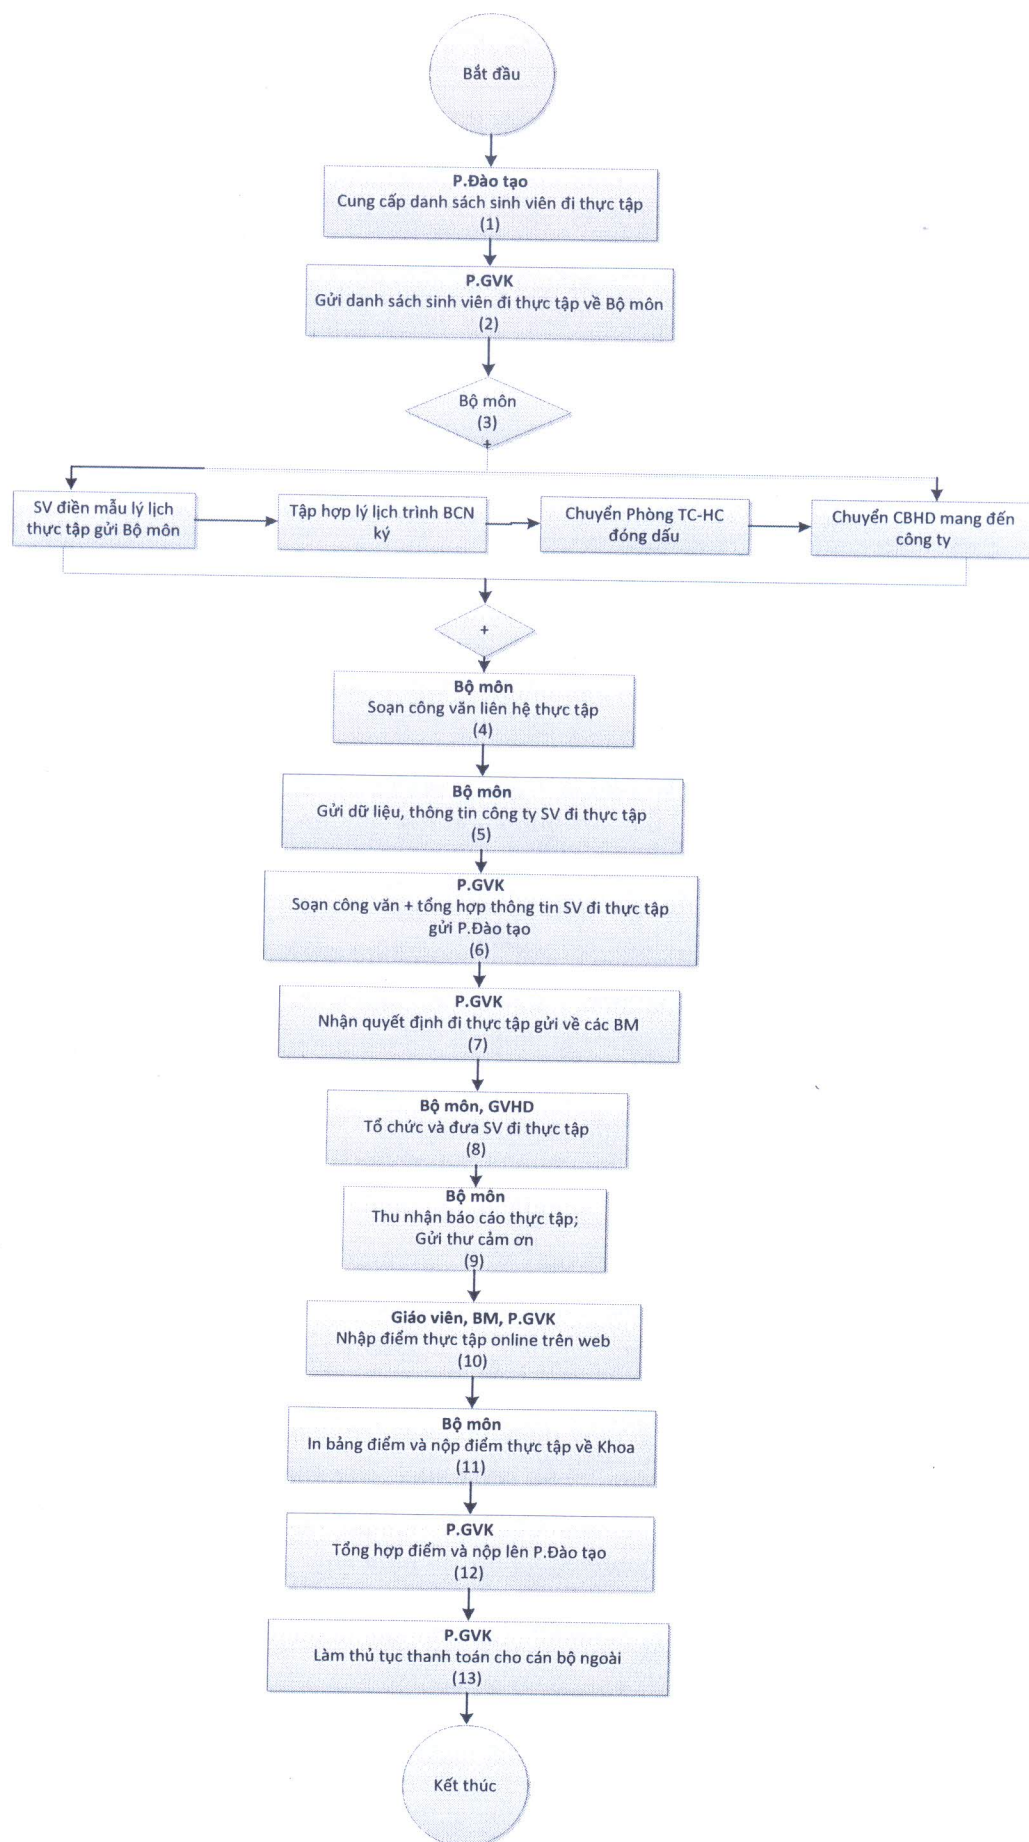 Bắt đầu
P.Đào tạo
Cung cấp danh sách sinh viên đi thực tập
(1)
P.GVK
Gửi danh sách sinh viên đi thực tập về Bộ môn
(2)
Bộ môn
(3)
+
SV điền mẫu lý lịch
thực tập gửi Bộ môn
Tập hợp lý lịch trình BCN
ký
Chuyển Phòng TC-HC
đóng dấu
Chuyển CBHD mang đến
công ty
+
Bộ môn
Soạn công văn liên hệ thực tập
(4)
Bộ môn
Gửi dữ liệu, thông tin công ty SV đi thực tập
(5)
P.GVK
Soạn công văn + tổng hợp thông tin SV đi thực tập
gửi P.Đào tạo
(6)
P.GVK
Nhận quyết định đi thực tập gửi về các BM
(7)
Bộ môn, GVHD
Tổ chức và đưa SV đi thực tập
(8)
Bộ môn
Thu nhận báo cáo thực tập;
Gửi thư cảm ơn
(9)
Giáo viên, BM, P.GVK
Nhập điểm thực tập online trên web
(10)
Bộ môn
In bảng điểm và nộp điểm thực tập về Khoa
(11)
P.GVK
Tổng hợp điểm và nộp lên P.Đào tạo
(12)
P.GVK
Làm thủ tục thanh toán cho cán bộ ngoài
(13)
Kết thúc